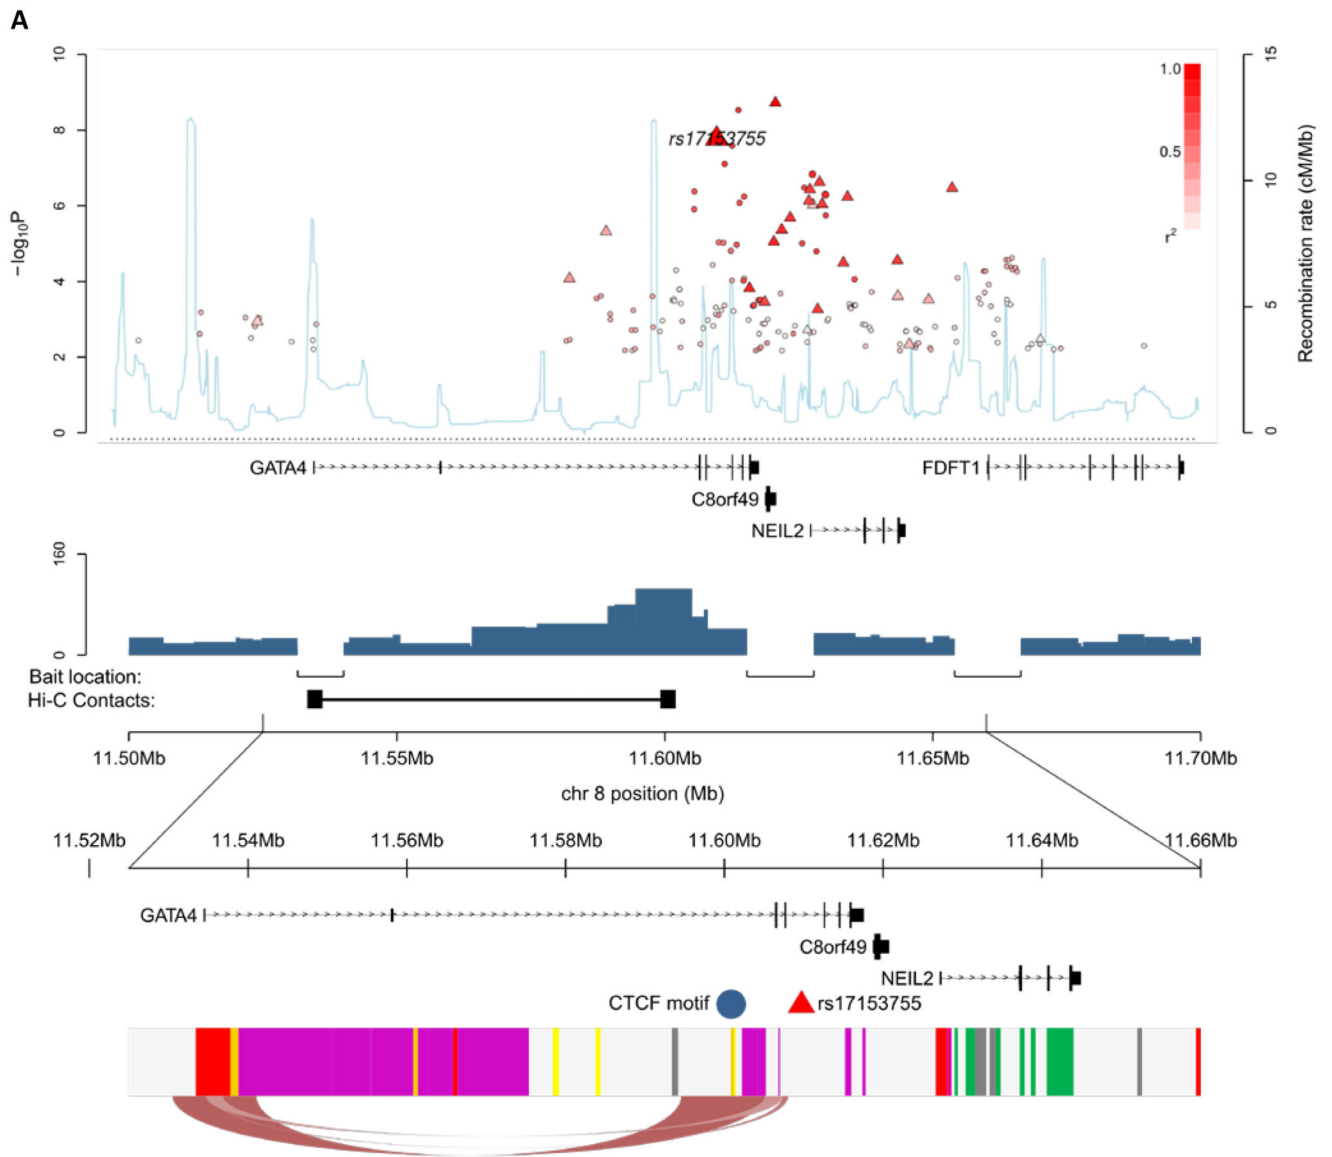 A
10
8
6
4
2
0
−log10P
rs17153755
1.0
0.5
r2
15
10
5
0
Recombination rate (cM/Mb)
GATA4
FDFT1
C8orf49
NEIL2
160
0
Bait location:
Hi-C Contacts:
11.50Mb 11.55Mb 11.60Mb 11.65Mb 11.70Mb
chr 8 position (Mb)
11.52Mb 11.54Mb 11.56Mb 11.58Mb 11.60Mb 11.62Mb 11.64Mb 11.66Mb
GATA4
C8orf49
NEIL2
CTCF motif rs17153755